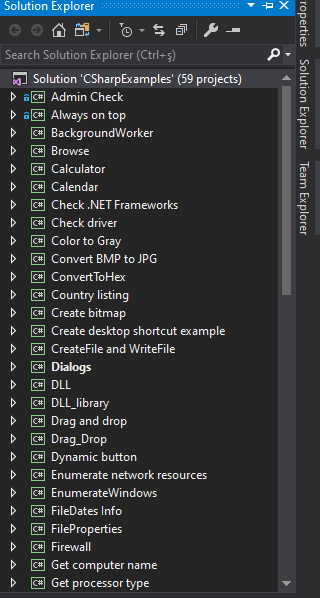 Solution Explorer
Search Solution Explorer (Ctrl+ş)
Solution 'CSharpExamples' (59 projects)
C# Admin Check
C# Always on top
C# BackgroundWorker
C# Browse
C# Calculator
C# Calendar
C# Check .NET Frameworks
C# Check driver
C# Color to Gray
C# Convert BMP to JPG
C# ConvertToHex
C# Country listing
C# Create bitmap
C# Create desktop shortcut example
C# CreateFile and WriteFile
C# Dialogs
C# DLL
C# DLL_library
C# Drag and drop
C# Drag_Drop
C# Dynamic button
C# Enumerate network resources
C# EnumerateWindows
C# FileDates Info
C# FileProperties
C# Firewall
C# Get computer name
C# Get processor type
Properties
Solution Explorer
Team Explorer